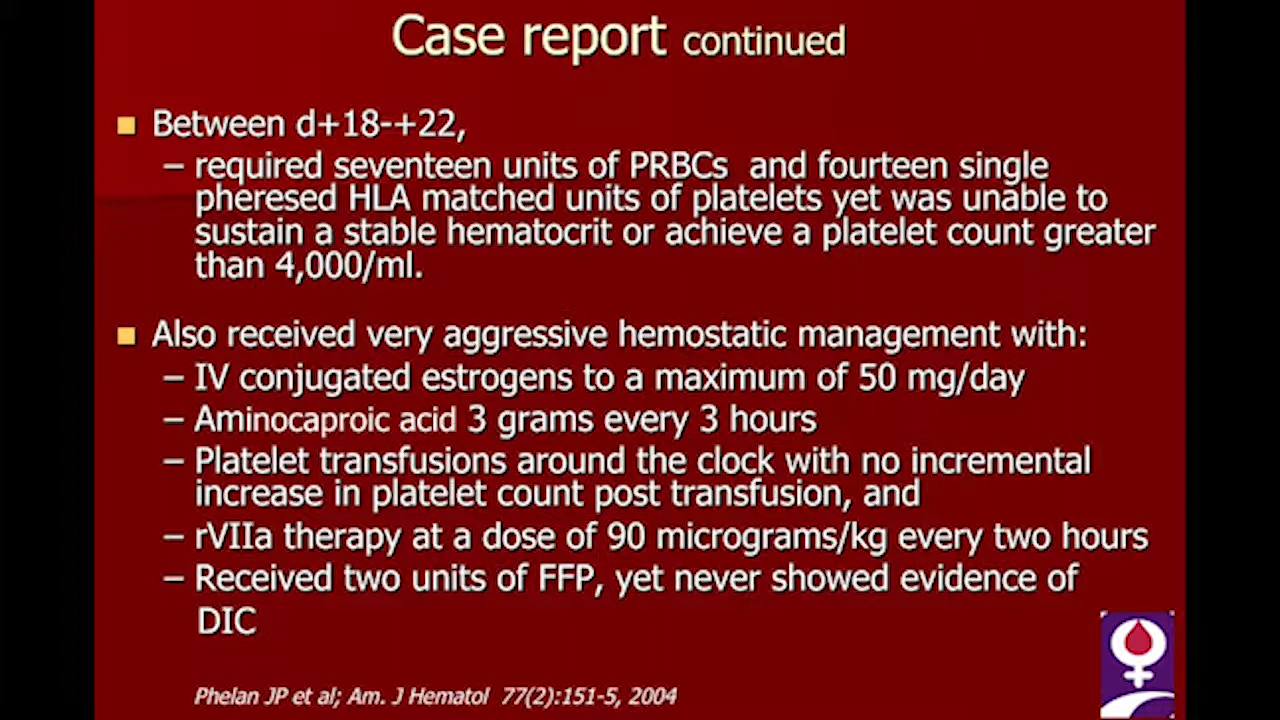 Case report continued
Between d+18-+22,
– required seventeen units of PRBCs and fourteen single
pheresed HLA matched units of platelets yet was unable to
sustain a stable hematocrit or achieve a platelet count greater
than 4,000/ml.
Also received very aggressive hemostatic management with:
– IV conjugated estrogens to a maximum of 50 mg/day
– Aminocaproic acid 3 grams every 3 hours
– Platelet transfusions around the clock with no incremental
increase in platelet count post transfusion, and
– rVIIa therapy at a dose of 90 micrograms/kg every two hours
– Received two units of FFP, yet never showed evidence of
DIC
Phelan JP et al; Am. J Hematol 77(2):151-5, 2004